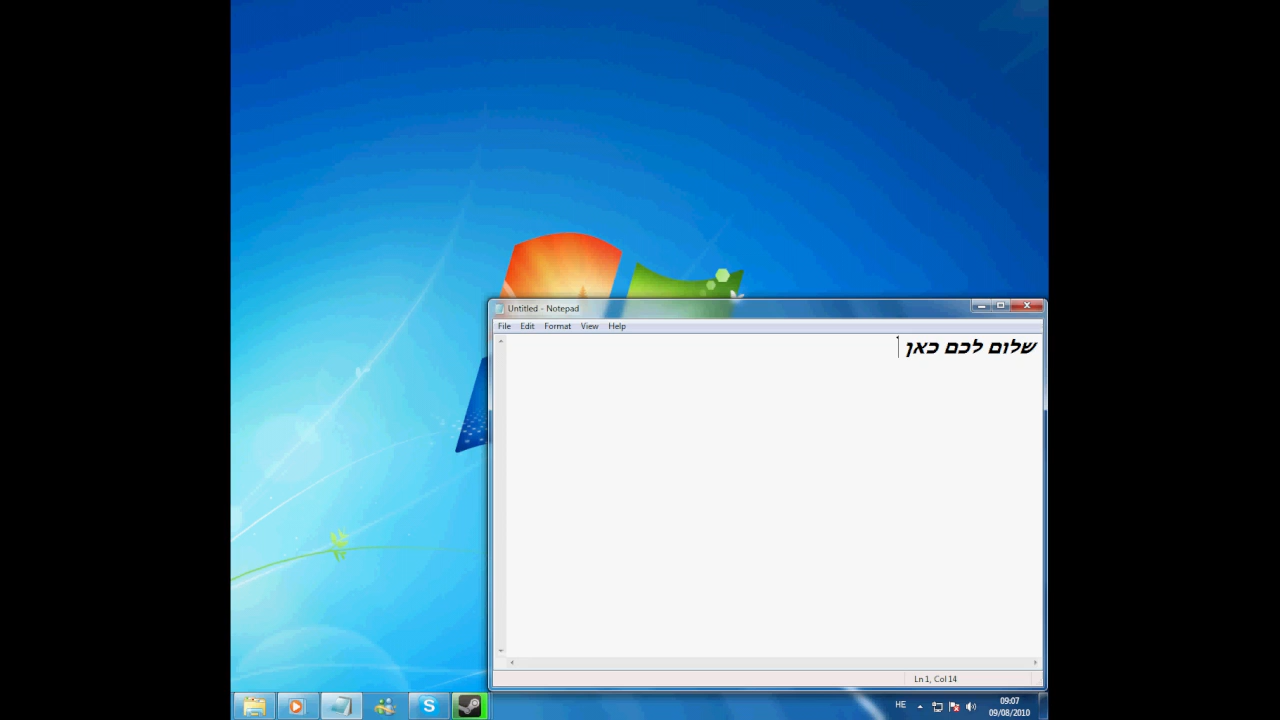 Untitled - Notepad
File Edit Format View Help
שלום לכם כאן
Ln 1, Col 14
HE
09:07
09/08/2010